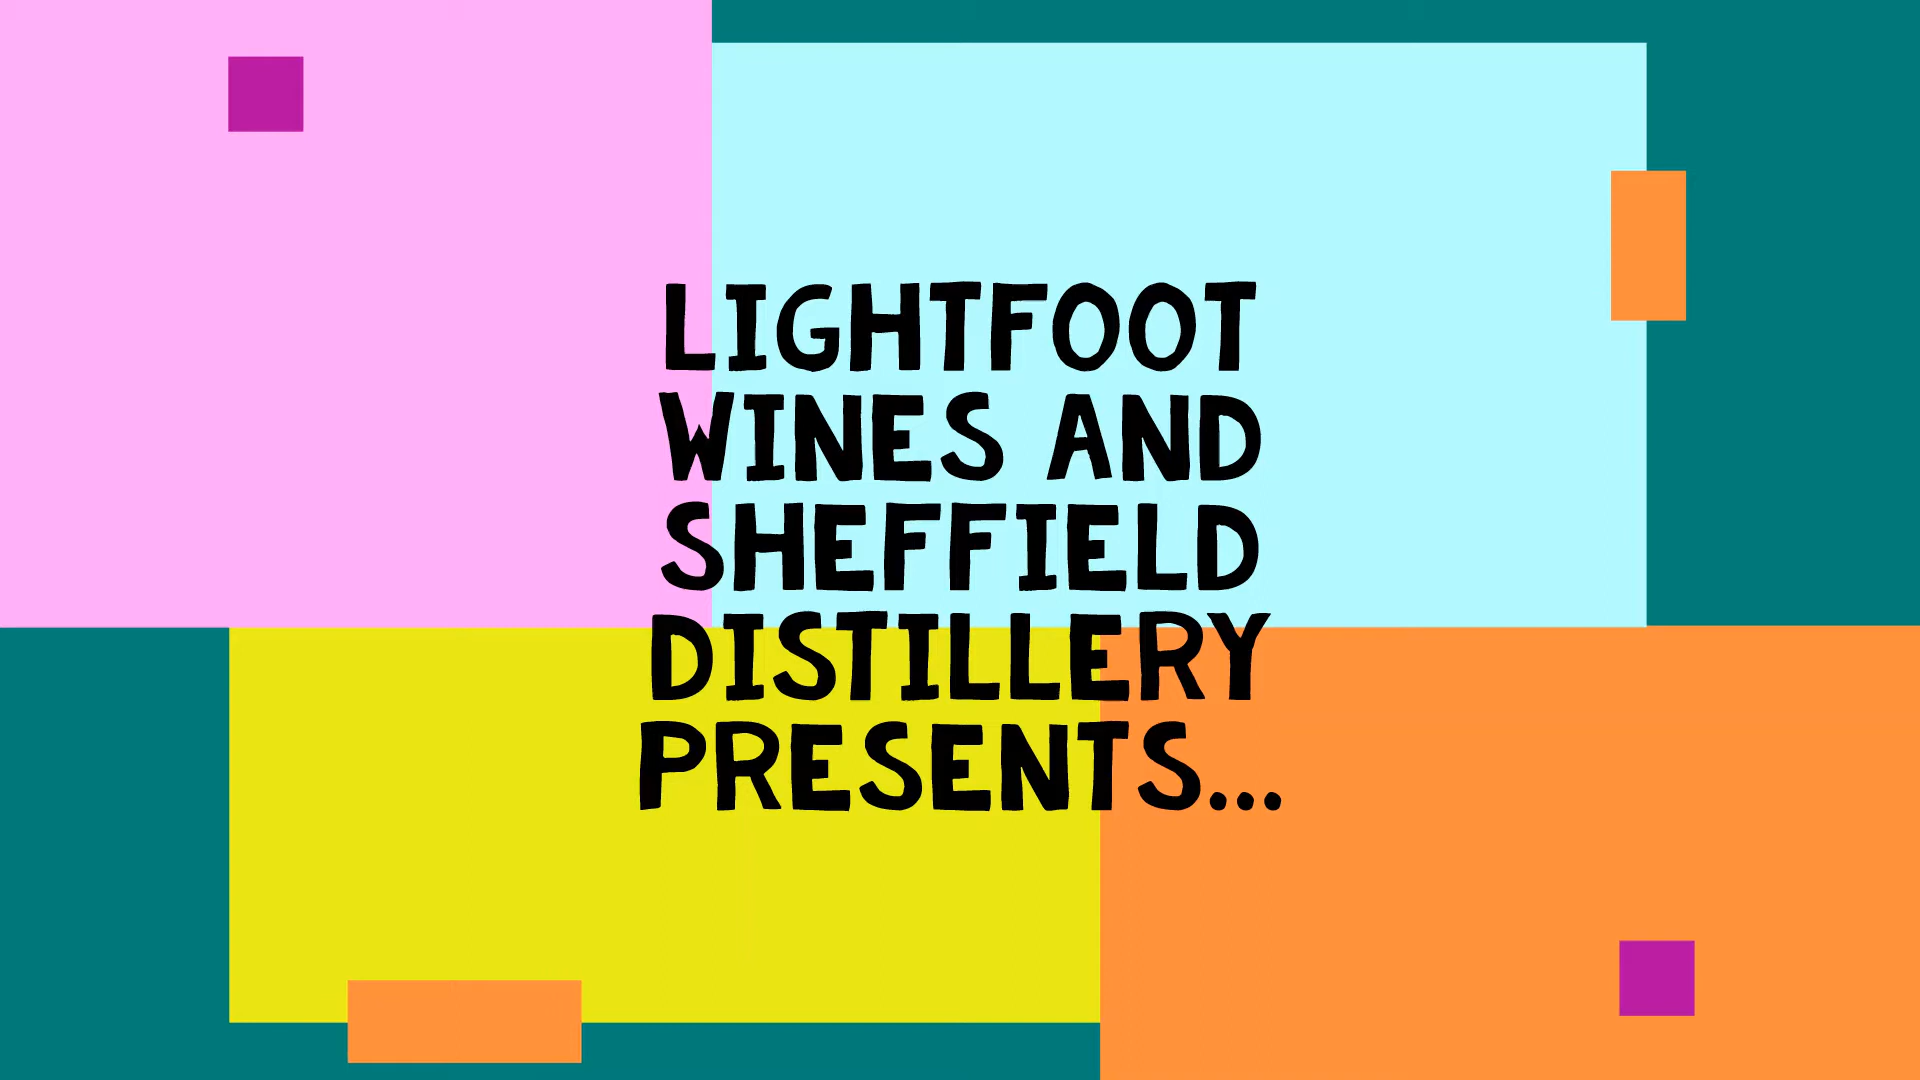 LIGHTFOOT
WINES AND
SHEFFIELD
DISTILLERY
PRESENTS...